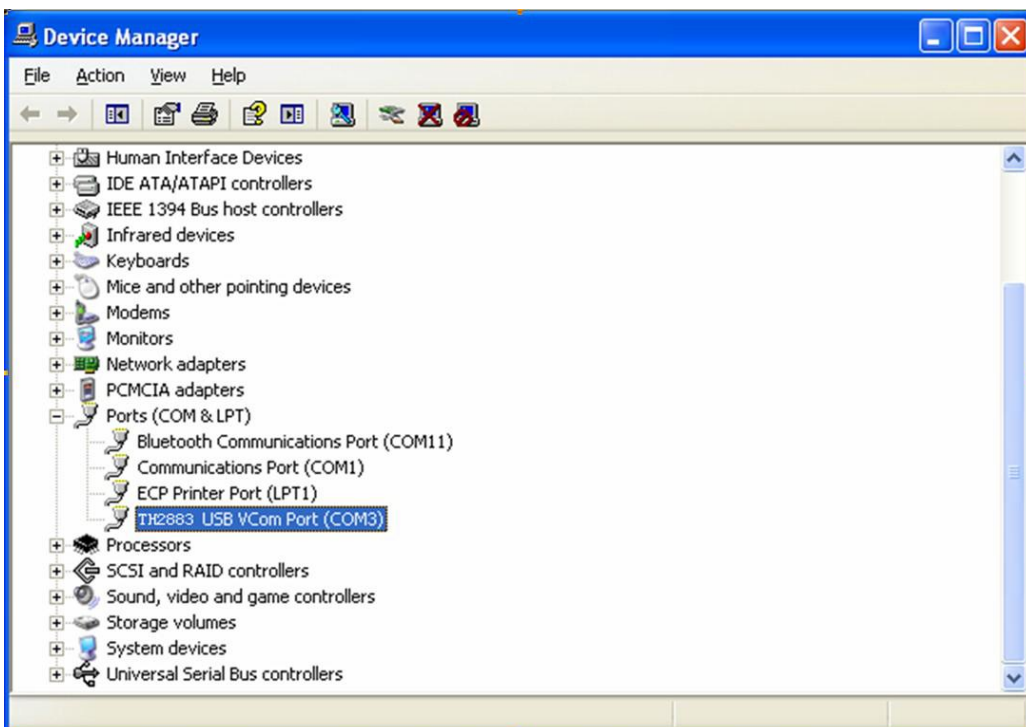 Device Manager
File Action View Help
Human Interface Devices
IDE ATA/ATAPI controllers
IEEE 1394 Bus host controllers
Infrared devices
Keyboards
Mice and other pointing devices
Modems
Monitors
Network adapters
PCMCIA adapters
Ports (COM & LPT)
Bluetooth Communications Port (COM11)
Communications Port (COM1)
ECP Printer Port (LPT1)
TH2883 USB VCom Port (COM3)
Processors
SCSI and RAID controllers
Sound, video and game controllers
Storage volumes
System devices
Universal Serial Bus controllers